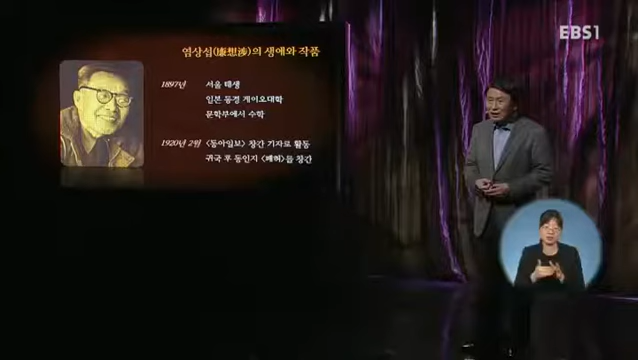 EBS1
염상섭(廉想涉)의 생애와 작품
1897년 서울 태생
일본 동경 게이오대학
문학부에서 수학
1920년 2월 <동아일보> 창간 기자로 활동
귀국 후 동인지 <폐허>를 창간